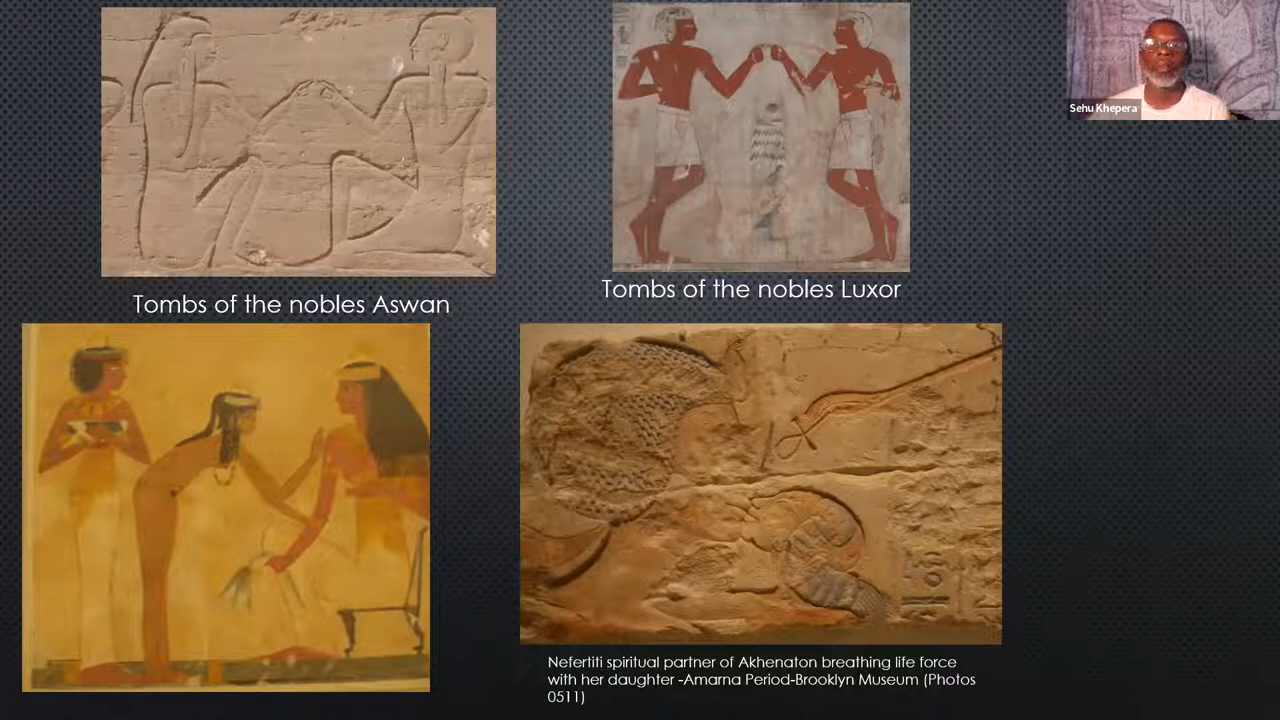 Sehu Khepera
Tombs of the nobles Aswan
Tombs of the nobles Luxor
Nefertiti spiritual partner of Akhenaton breathing life force
with her daughter -Amarna Period-Brooklyn Museum (Photos
0511)